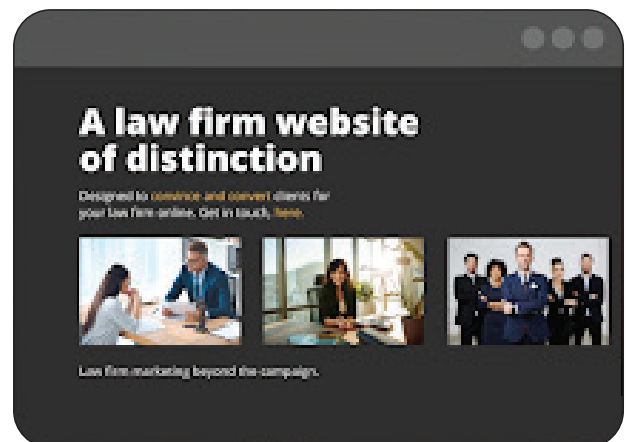 A law firm website
of distinction
Designed to convince and convert clients for
your law firm online. Get in touch, here.
Law firm marketing beyond the campaign.